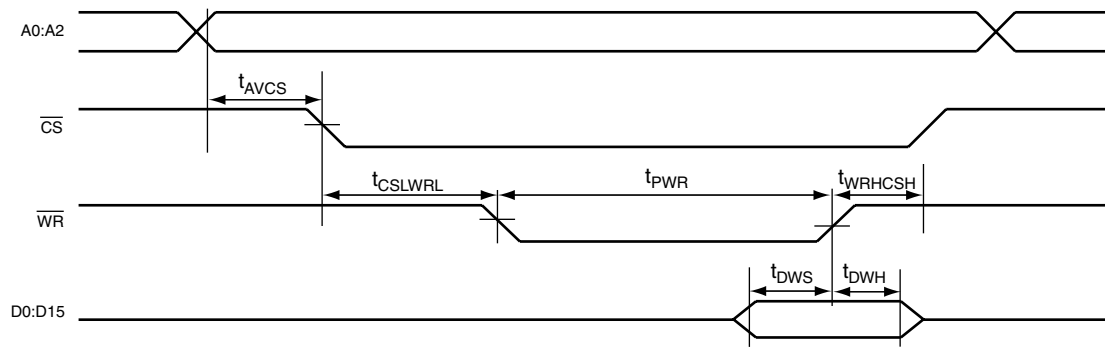 A0:A2
tAVCS
CS
tCSLWRL
tPWR
tWRHCSH
WR
tDWS
tDWH
D0:D15